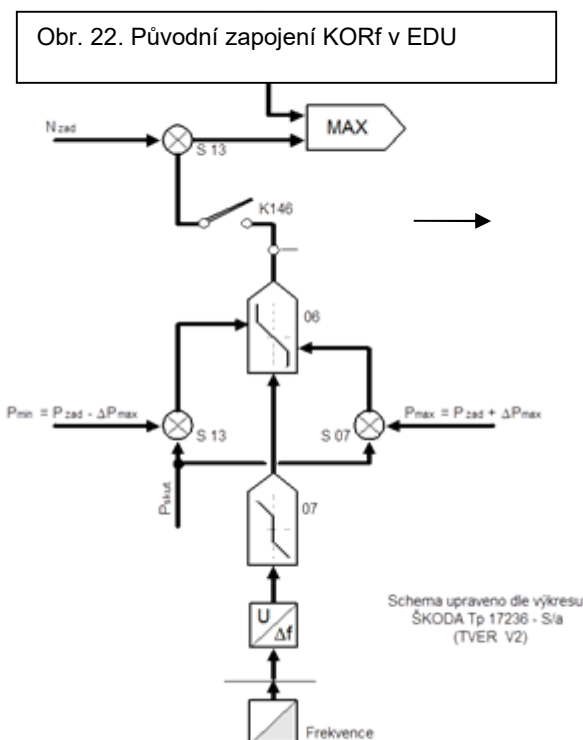 Obr. 22. Původní zapojení KORf v EDU
MAX
N zad
S 13
K146
06
Pmin = Pzad - ΔPmax
Pmax = Pzad + ΔPmax
S 13
S 07
Pskut.
07
U
Δf
Schema upraveno dle výkresu
ŠKODA Tp 17236 - S/a
(TVER V2)
Frekvence